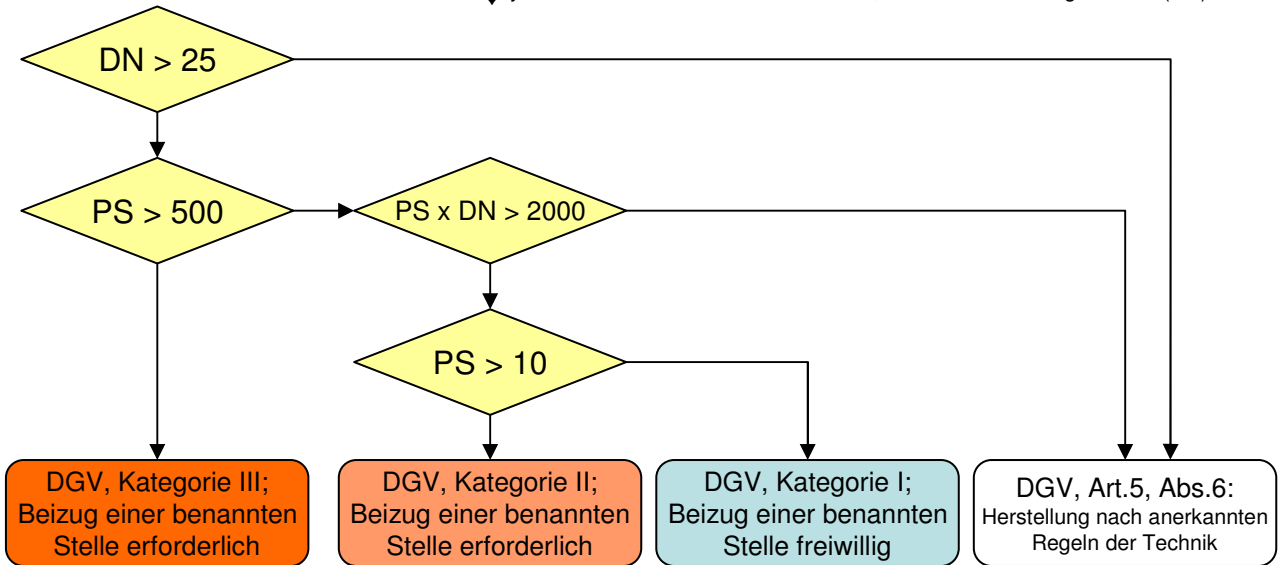 DN > 25
PS > 500
PS x DN > 2000
PS > 10
DGV, Kategorie III;
Beizug einer benannten
Stelle erforderlich
DGV, Kategorie II;
Beizug einer benannten
Stelle erforderlich
DGV, Kategorie I;
Beizug einer benannten
Stelle freiwillig
DGV, Art.5, Abs.6:
Herstellung nach anerkannten
Regeln der Technik